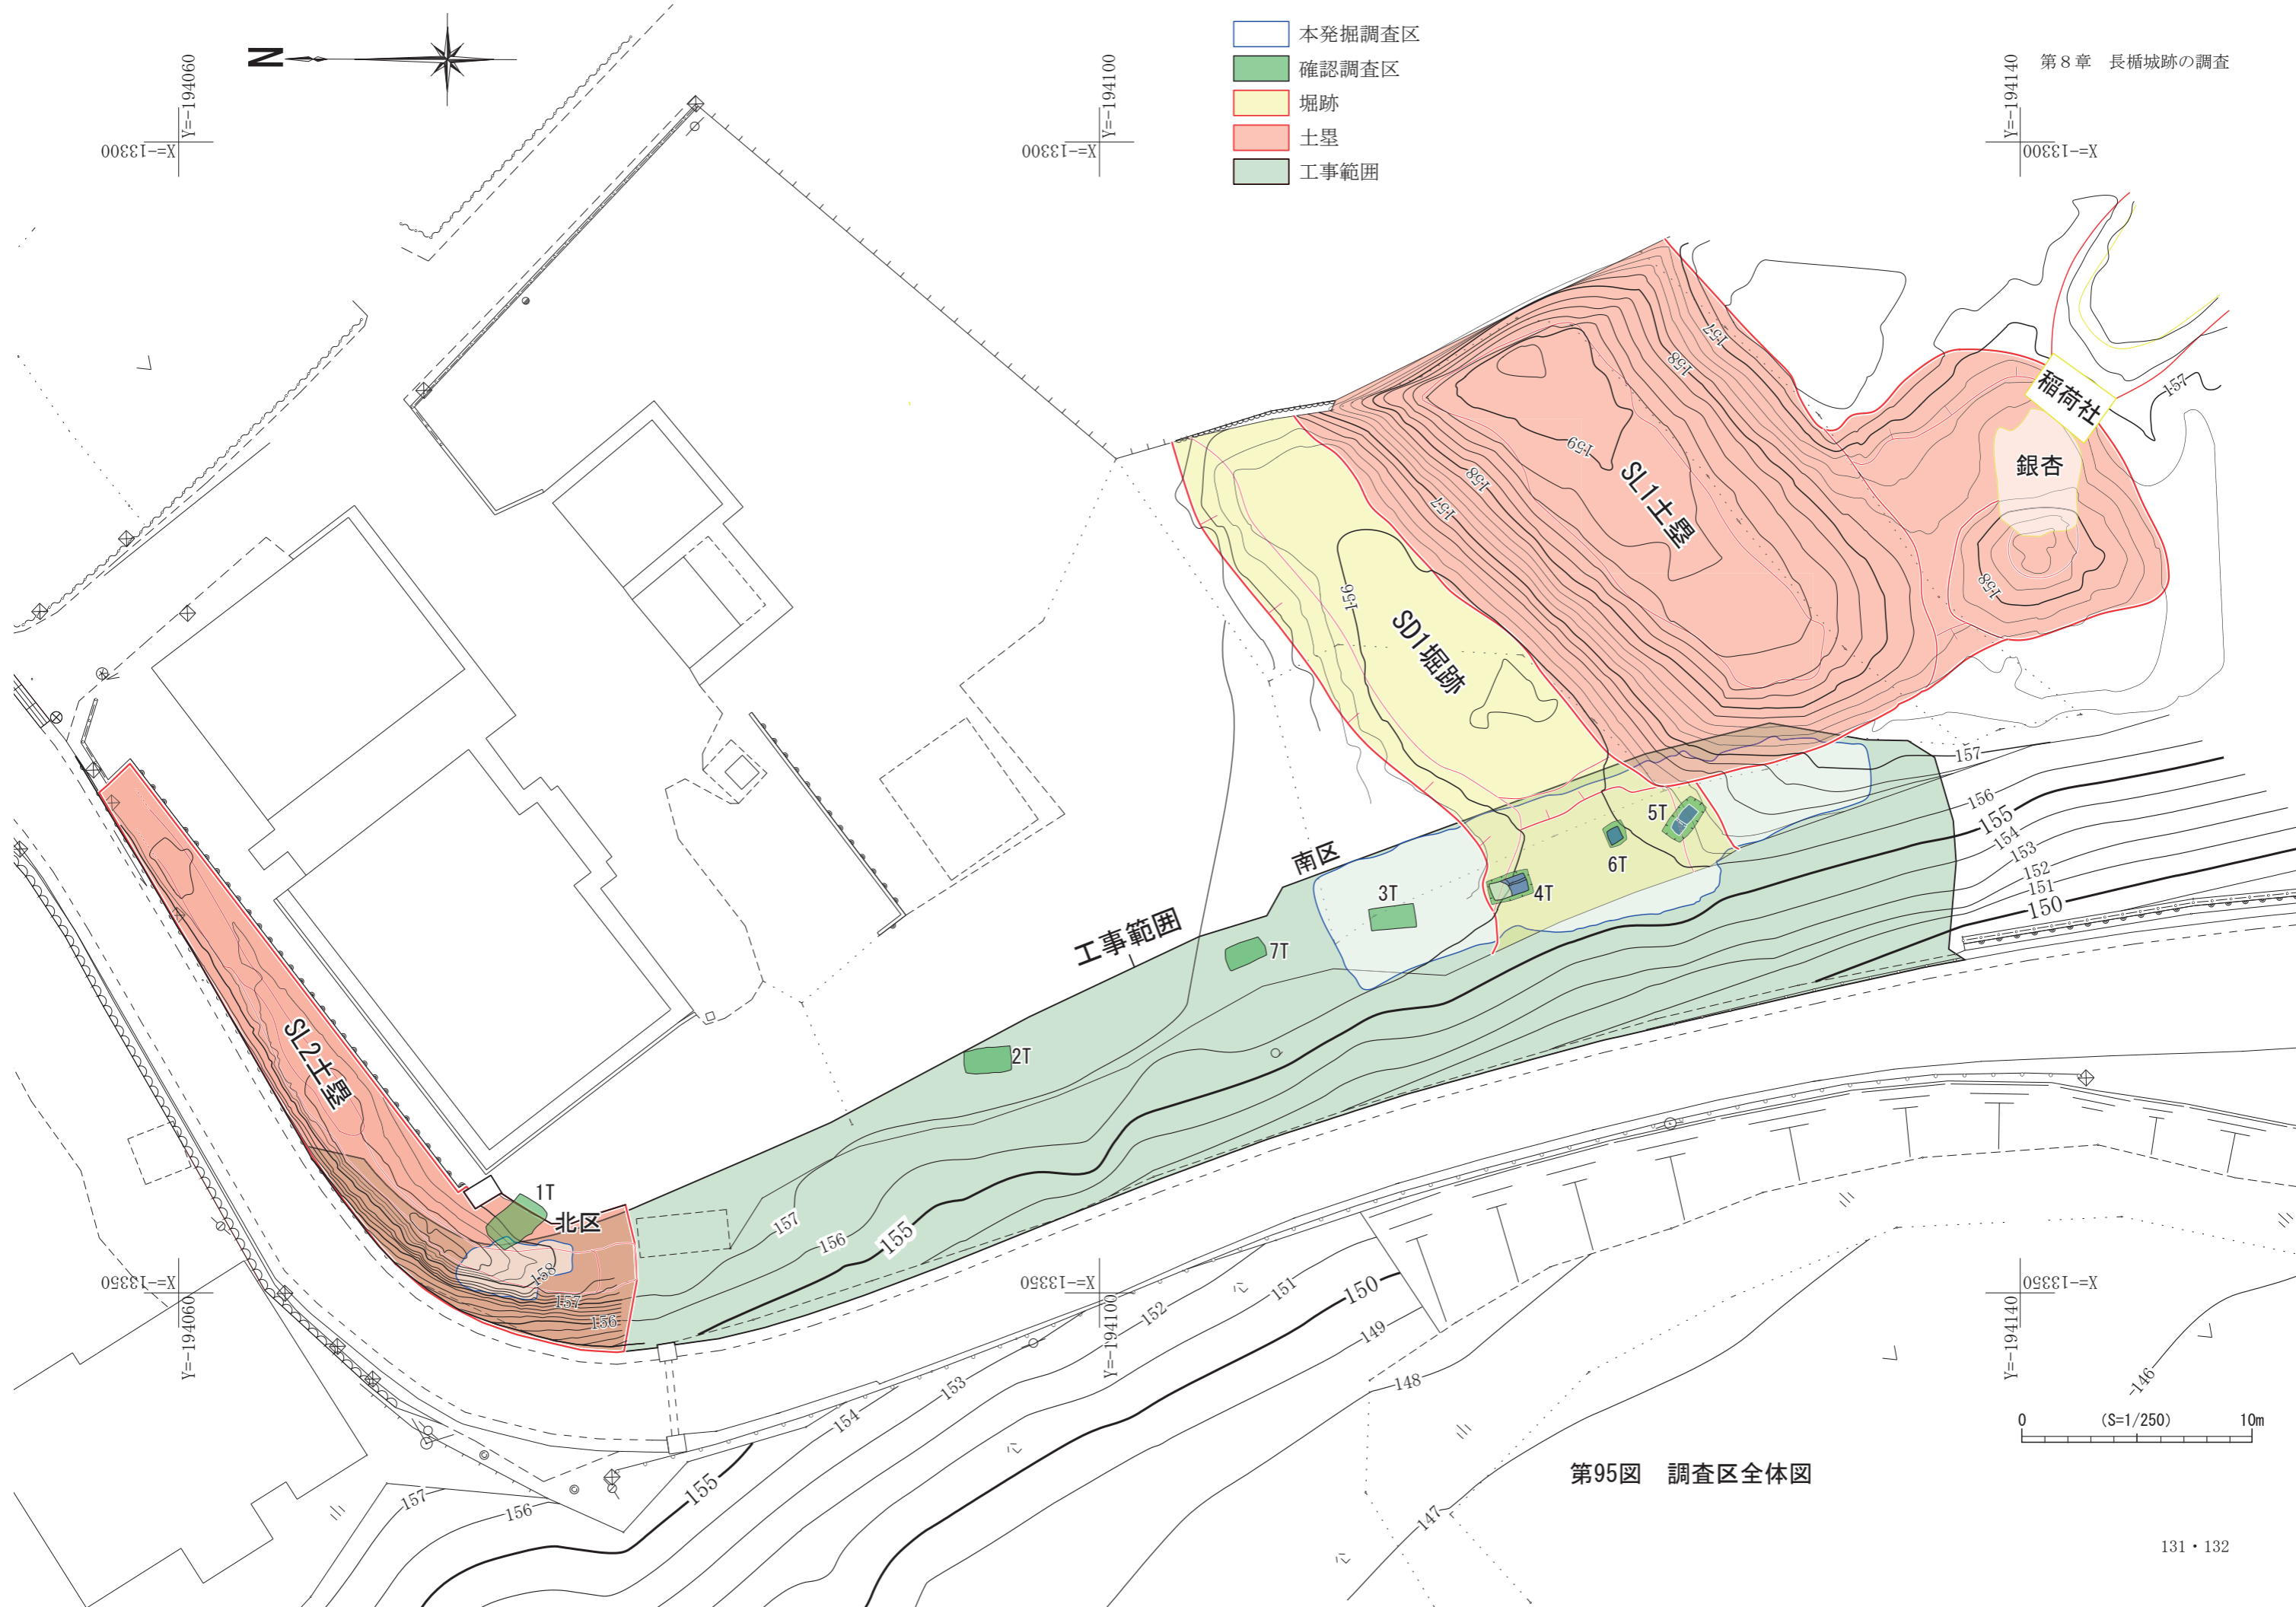 第８章　長楯城跡の調査
本発掘調査区
確認調査区
堀跡
土塁
工事範囲
N
Y=-194060
X=-13300
Y=-194100
X=-13300
Y=-194140
X=-13300
157
158
159
SL1土塁
158
157
稲荷社
157
銀杏
158
156
SD1堀跡
5T
6T
4T
3T
南区
7T
工事範囲
2T
157
156
155
154
153
152
151
150
SL2土塁
1T
北区
158
157
156
157
156
155
X=-13350
Y=-194060
X=-13350
Y=-194100
X=-13350
Y=-194140
151
150
152
149
153
148
154
155
147
146
157
156
0
(S=1/250)
10m
第95図　調査区全体図
131・132